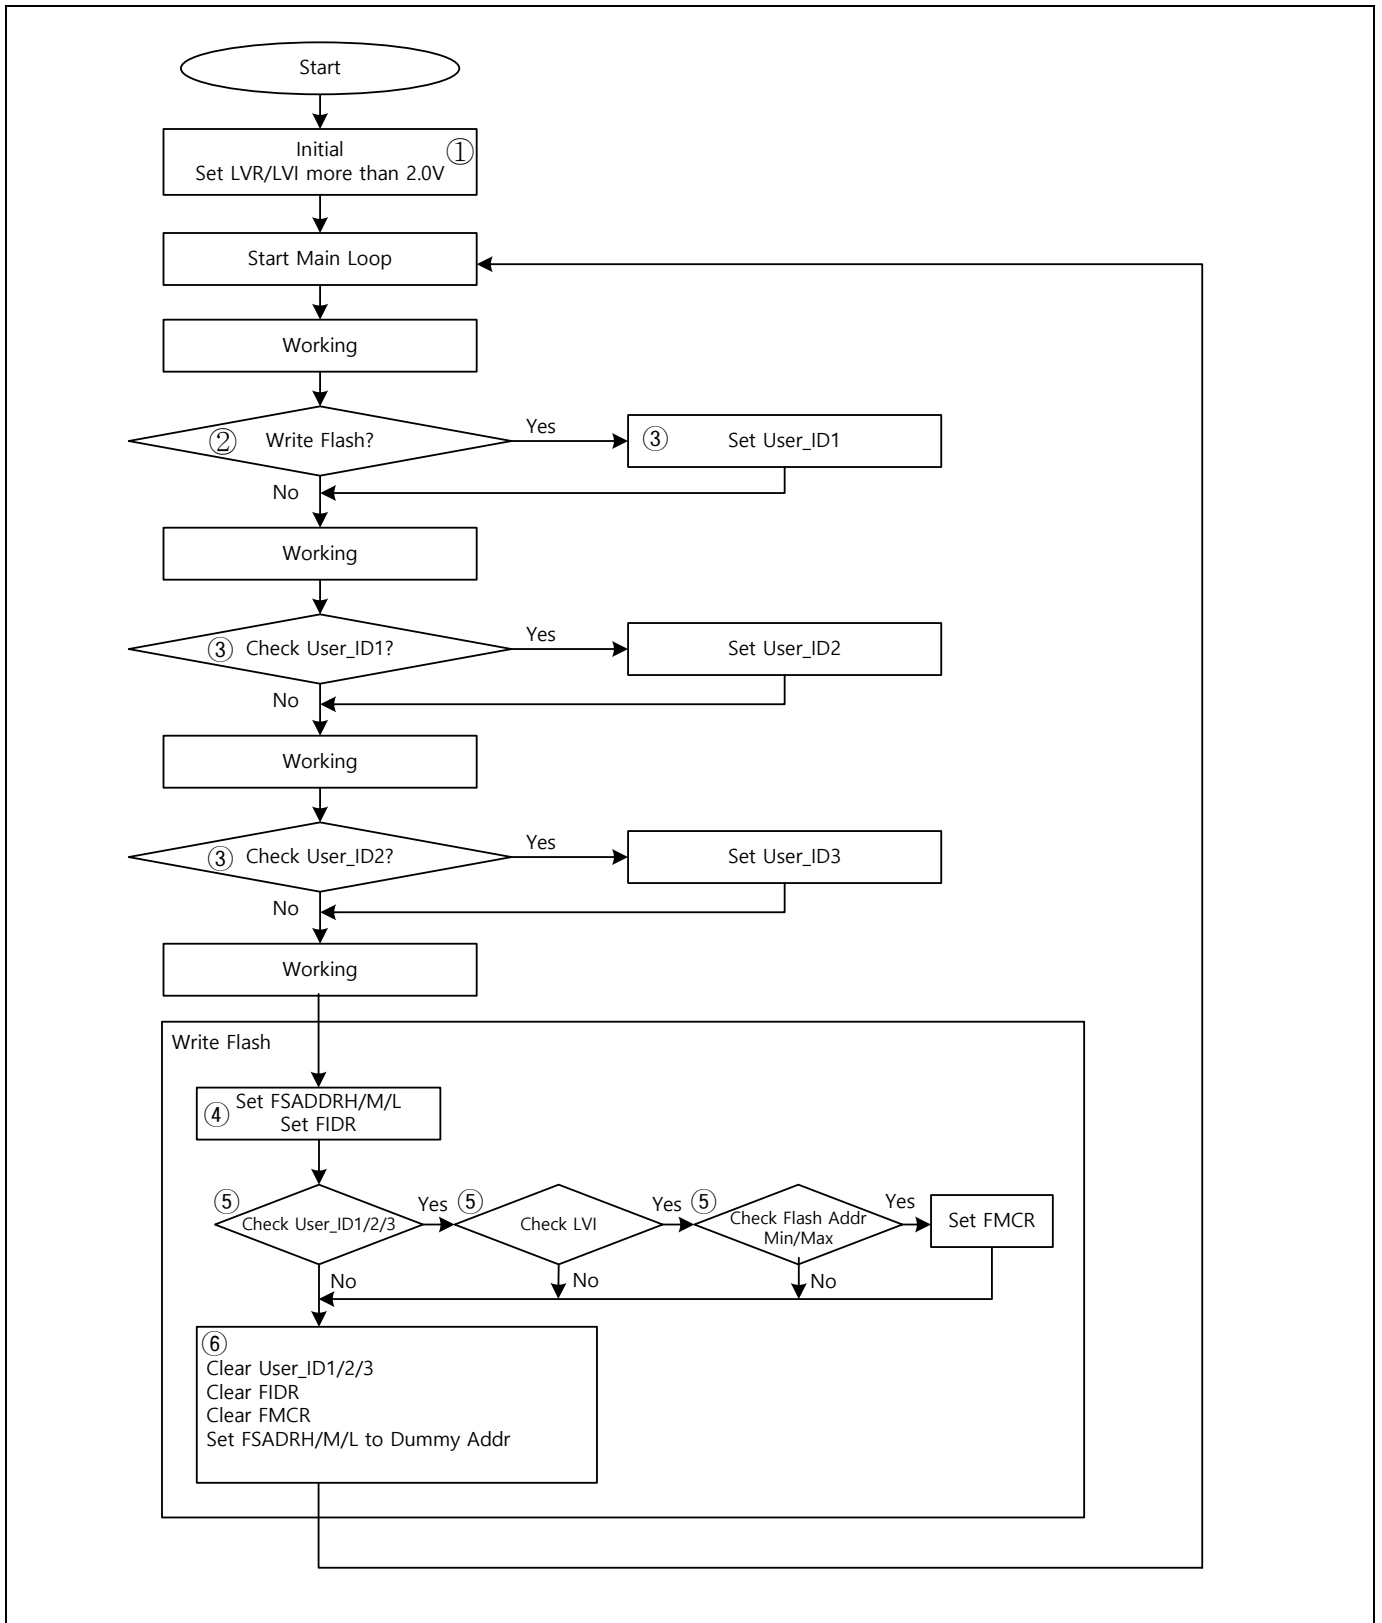 Start
Initial
①
Set LVR/LVI more than 2.0V
Start Main Loop
Working
② Write Flash?
Yes
③ Set User_ID1
No
Working
③ Check User_ID1?
Yes
Set User_ID2
No
Working
③ Check User_ID2?
Yes
Set User_ID3
No
Working
Write Flash
④ Set FSADDRH/M/L
Set FIDR
⑤ Check User_ID1/2/3
Yes
⑤ Check LVI
Yes
⑤ Check Flash Addr
Min/Max
Yes
Set FMCR
No
No
No
⑥
Clear User_ID1/2/3
Clear FIDR
Clear FMCR
Set FSADRH/M/L to Dummy Addr